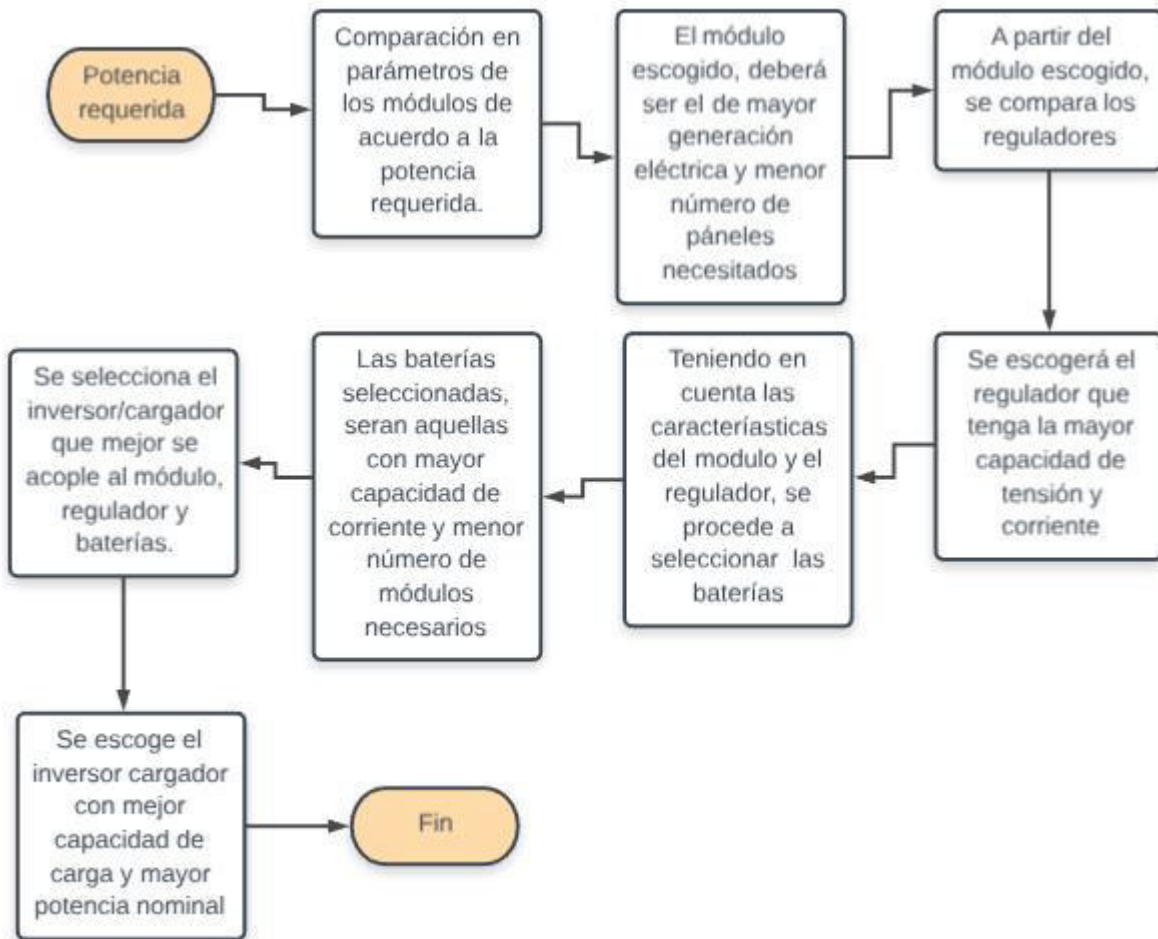 Potencia
requerida
Comparación en
parámetros de
los módulos de
acuerdo a la
potencia
requerida.
El módulo
escogido, deberá
ser el de mayor
generación
eléctrica y menor
número de
páneles
necesitados
A partir del
módulo escogido,
se compara los
reguladores
Se escogerá el
regulador que
tenga la mayor
capacidad de
tensión y
corriente
Teniendo en
cuenta las
caracteríasticas
del modulo y el
regulador, se
procede a
seleccionar las
baterías
Las baterías
seleccionadas,
seran aquellas
con mayor
capacidad de
corriente y menor
número de
módulos
necesarios
Se selecciona el
inversor/cargador
que mejor se
acople al módulo,
regulador y
baterías.
Se escoge el
inversor cargador
con mejor
capacidad de
carga y mayor
potencia nominal
Fin